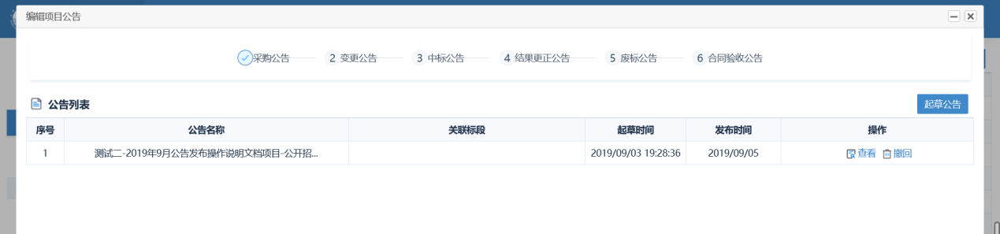 编辑项目公告
采购公告 2 变更公告 3 中标公告 4 结果更正公告 5 废标公告 6 合同验收公告
公告列表 起草公告
序号 公告名称 关联标段 起草时间 发布时间 操作
1 测试二-2019年9月公告发布操作说明文档项目-公开招... 2019/09/03 19:28:36 2019/09/05 查看 撤回